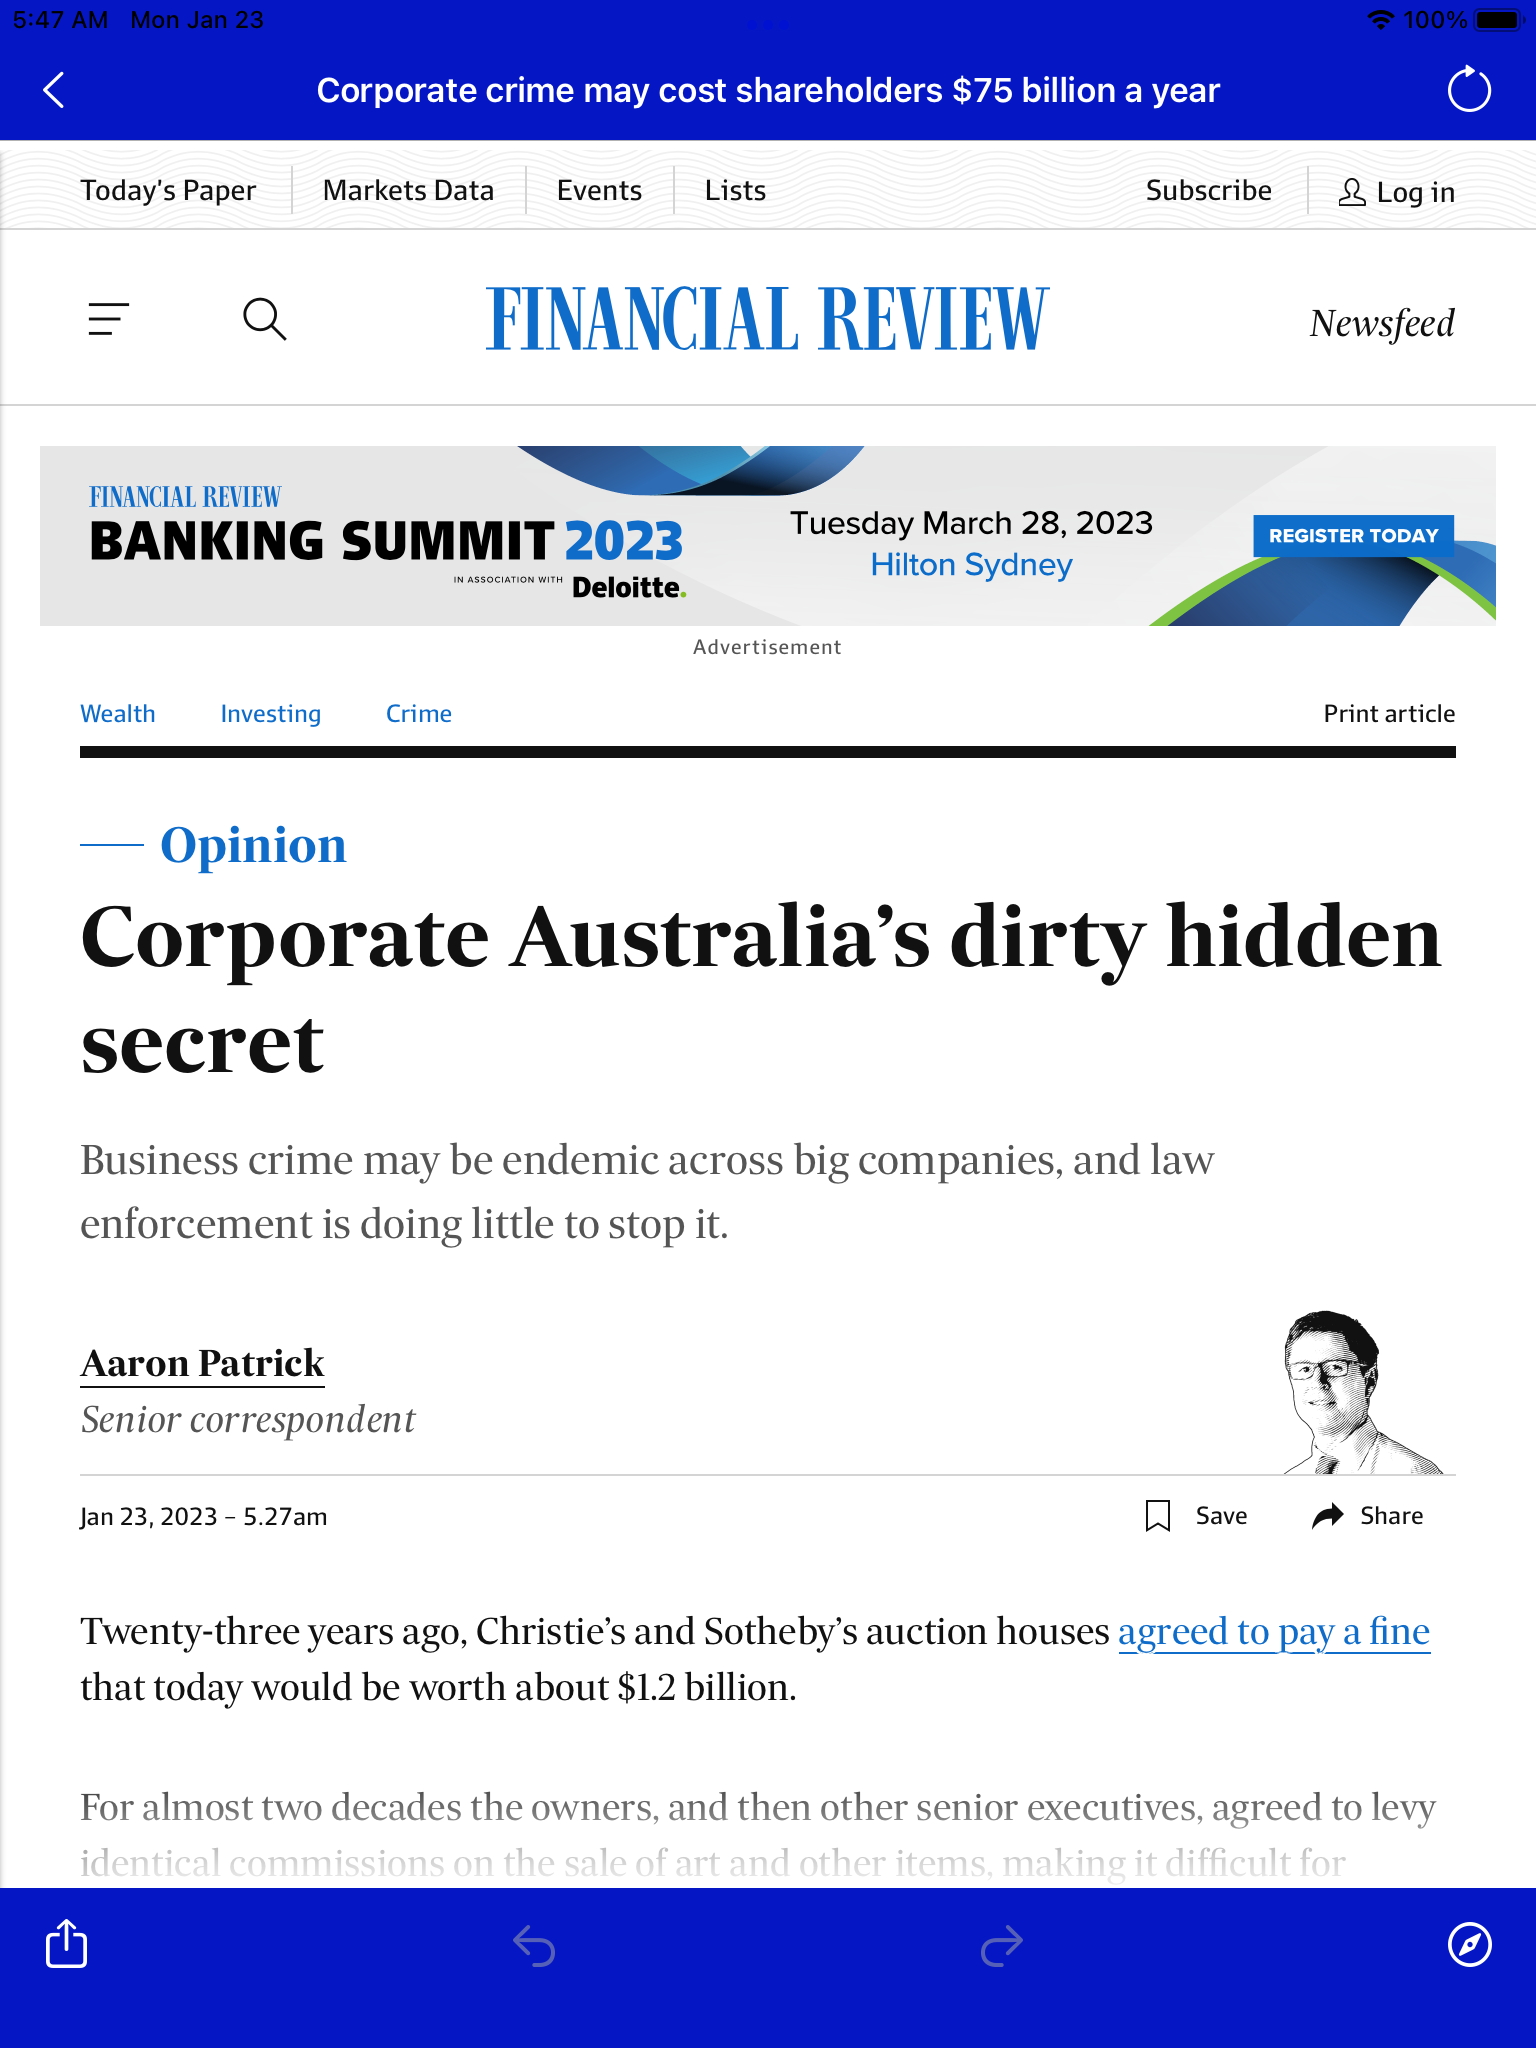 5:47 AM Mon Jan 23 100%
Corporate crime may cost shareholders $75 billion a year
Today's Paper Markets Data Events Lists Subscribe Log in
FINANCIAL REVIEW Newsfeed
FINANCIAL REVIEW
BANKING SUMMIT 2023
IN ASSOCIATION WITH Deloitte.
Tuesday March 28, 2023
Hilton Sydney
REGISTER TODAY
Advertisement
Wealth Investing Crime Print article
Opinion
Corporate Australia’s dirty hidden
secret
Business crime may be endemic across big companies, and law
enforcement is doing little to stop it.
Aaron Patrick
Senior correspondent
Jan 23, 2023 – 5.27am Save Share
Twenty-three years ago, Christie’s and Sotheby’s auction houses agreed to pay a fine
that today would be worth about $1.2 billion.
For almost two decades the owners, and then other senior executives, agreed to levy
identical commissions on the sale of art and other items, making it difficult for